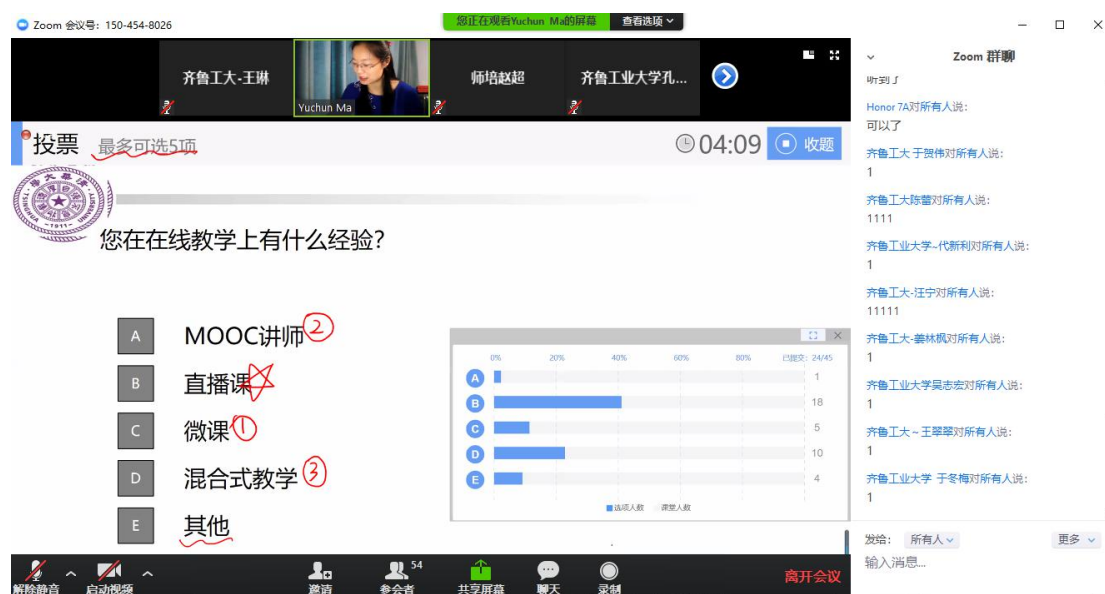 Zoom 会议号: 150-454-8026
您正在观看Yuchun Ma的屏幕
查看选项
齐鲁工大-王琳
Yuchun Ma
师培赵超
齐鲁工业大学孔...
投票 最多可选5项
04:09
收题
TSINGHUA UNIVERSITY
-1911-
您在在线教学上有什么经验?
A MOOC讲师 ②
B 直播课
C 微课 ①
D 混合式教学 ③
E 其他
0% 20% 40% 60% 80% 已提交: 24/45
A 1
B 18
C 5
D 10
E 4
选项人数 课堂人数
解除静音
启动视频
邀请
54
参会者
共享屏幕
聊天
录制
离开会议
Zoom 群聊
听到了
Honor 7A对所有人说:
可以了
齐鲁工大 于贺伟对所有人说:
1
齐鲁工大陈蕾对所有人说:
1111
齐鲁工业大学~代新利对所有人说:
1
齐鲁工大-汪宁对所有人说:
11111
齐鲁工大-姜林枫对所有人说:
1
齐鲁工业大学吴志宏对所有人说:
1
齐鲁工大~王翠翠对所有人说:
1
齐鲁工业大学 于冬梅对所有人说:
1
发给: 所有人
更多
输入消息...